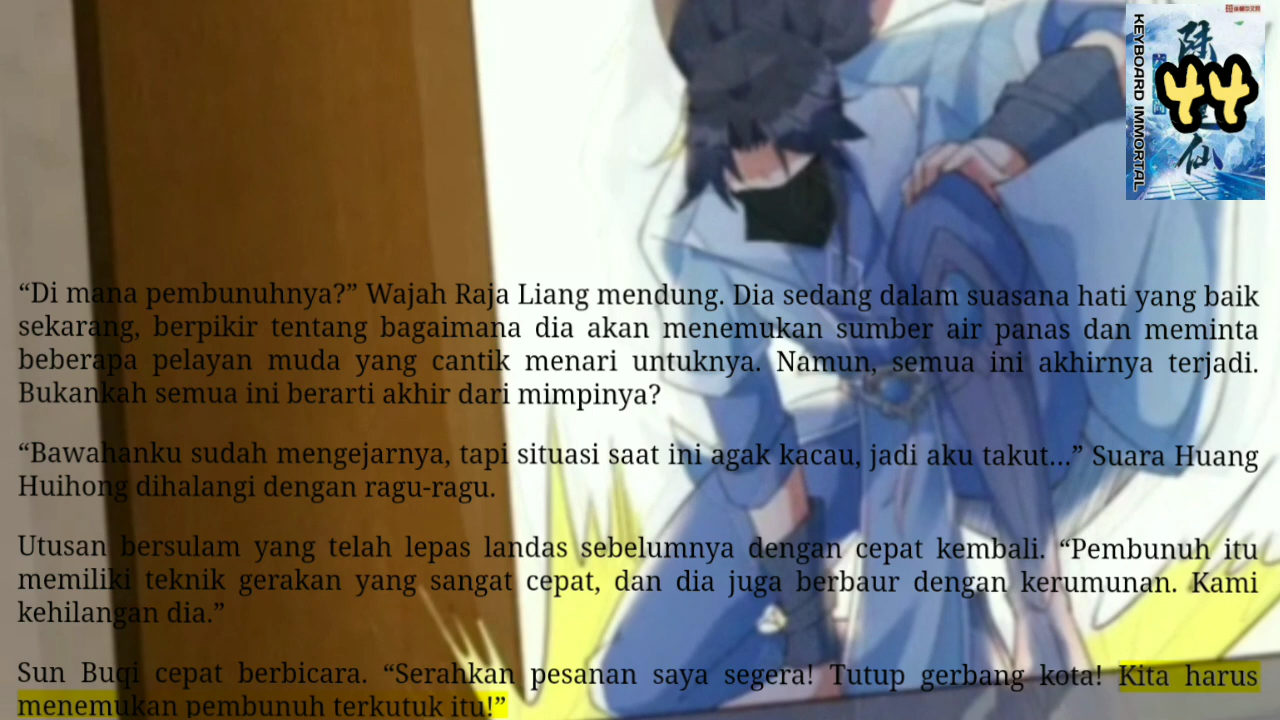 KEYBOARD IMMORTAL
44
“Di mana pembunuhnya?” Wajah Raja Liang mendung. Dia sedang dalam suasana hati yang baik
sekarang, berpikir tentang bagaimana dia akan menemukan sumber air panas dan meminta
beberapa pelayan muda yang cantik menari untuknya. Namun, semua ini akhirnya terjadi.
Bukankah semua ini berarti akhir dari mimpinya?
“Bawahanku sudah mengejarnya, tapi situasi saat ini agak kacau, jadi aku takut...” Suara Huang
Huihong dihalangi dengan ragu-ragu.
Utusan bersulam yang telah lepas landas sebelumnya dengan cepat kembali. “Pembunuh itu
memiliki teknik gerakan yang sangat cepat, dan dia juga berbaur dengan kerumunan. Kami
kehilangan dia.”
Sun Buqi cepat berbicara. “Serahkan pesanan saya segera! Tutup gerbang kota! Kita harus
menemukan pembunuh terkutuk itu!”